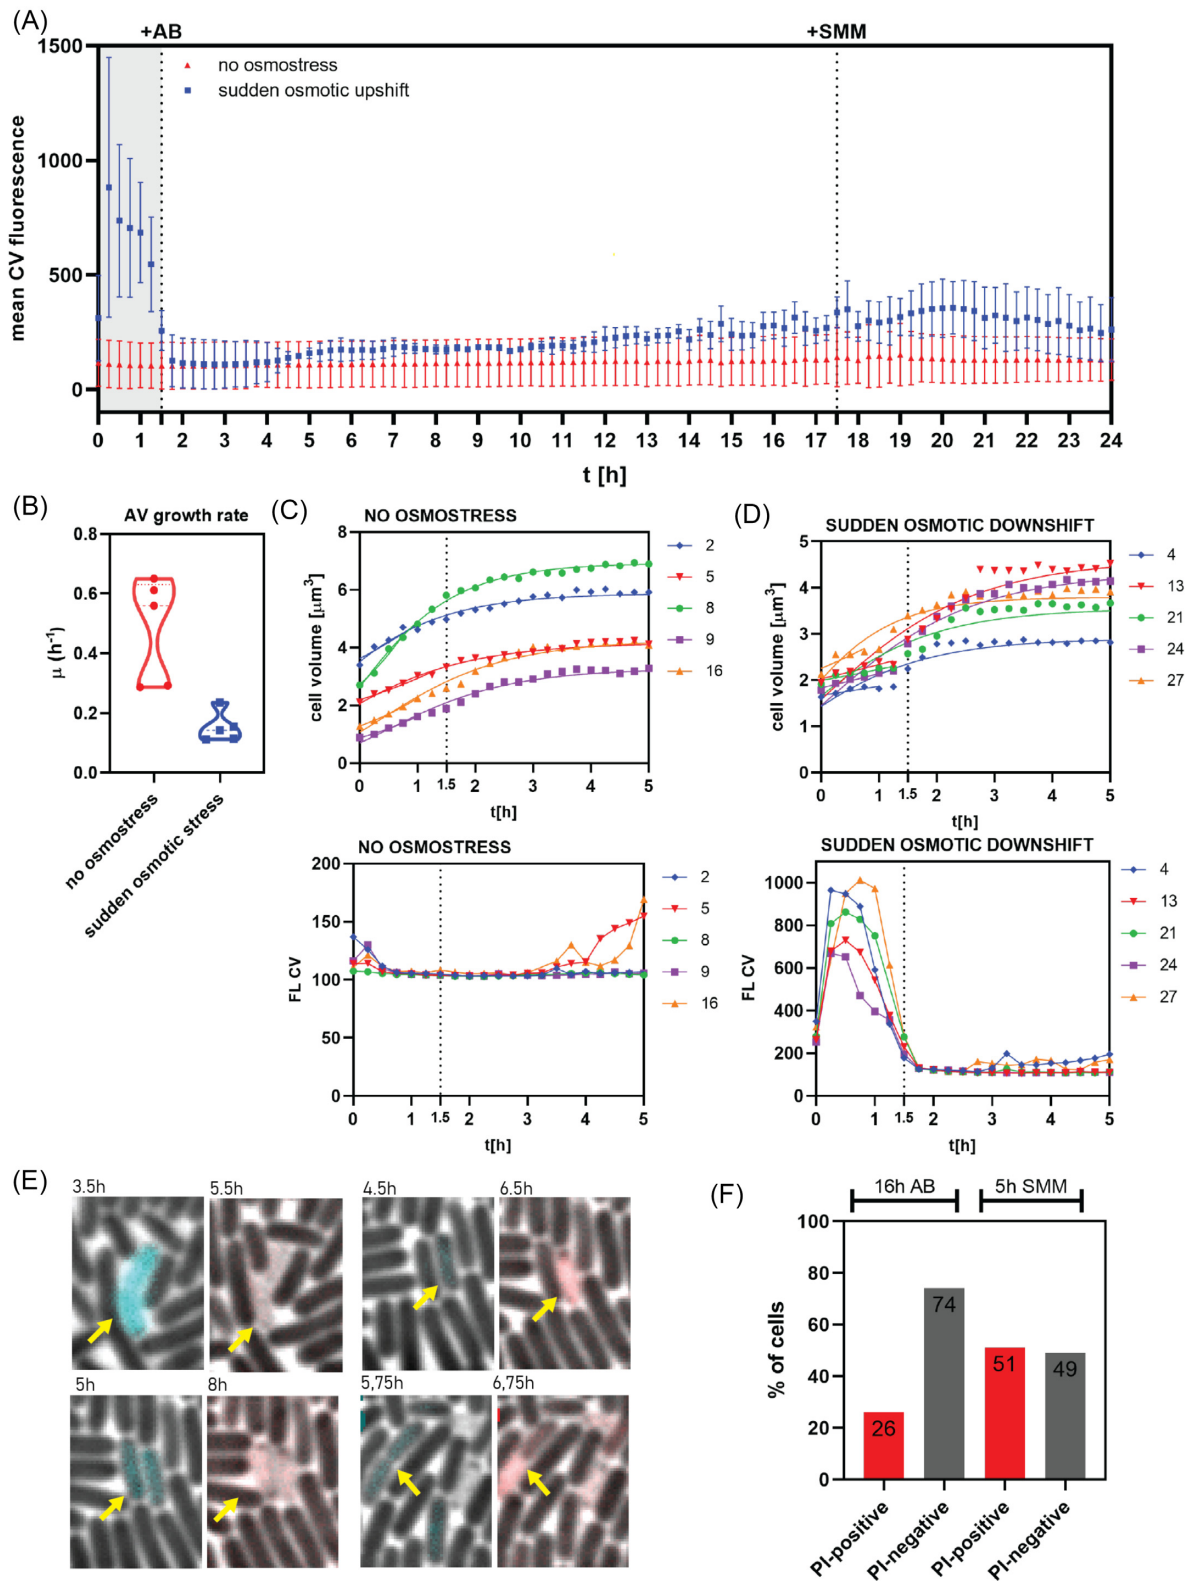 (A)
+AB
+SMM
1500
1000
500
0
mean CV fluorescence
no osmostress
sudden osmotic upshift
0 1 2 3 4 5 6 7 8 9 10 11 12 13 14 15 16 17 18 19 20 21 22 23 24
t [h]
(B)
AV growth rate
0.8
0.6
0.4
0.2
0.0
μ (h⁻¹)
no osmostress
sudden osmotic stress
(C)
NO OSMOSTRESS
8
6
4
2
0
cell volume [μm³]
0 1 1.5 2 3 4 5
t[h]
2
5
8
9
16
NO OSMOSTRESS
200
150
100
50
0
FL CV
0 1 1.5 2 3 4 5
t[h]
2
5
8
9
16
(D)
SUDDEN OSMOTIC DOWNSHIFT
5
4
3
2
1
0
cell volume [μm³]
0 1 1.5 2 3 4 5
t[h]
4
13
21
24
27
SUDDEN OSMOTIC DOWNSHIFT
1000
800
600
400
200
0
FL CV
0 1 1.5 2 3 4 5
t[h]
4
13
21
24
27
(E)
3.5h
5.5h
4.5h
6.5h
5h
8h
5,75h
6,75h
(F)
16h AB
5h SMM
100
80
60
40
20
0
% of cells
26
74
51
49
PI-positive
PI-negative
PI-positive
PI-negative